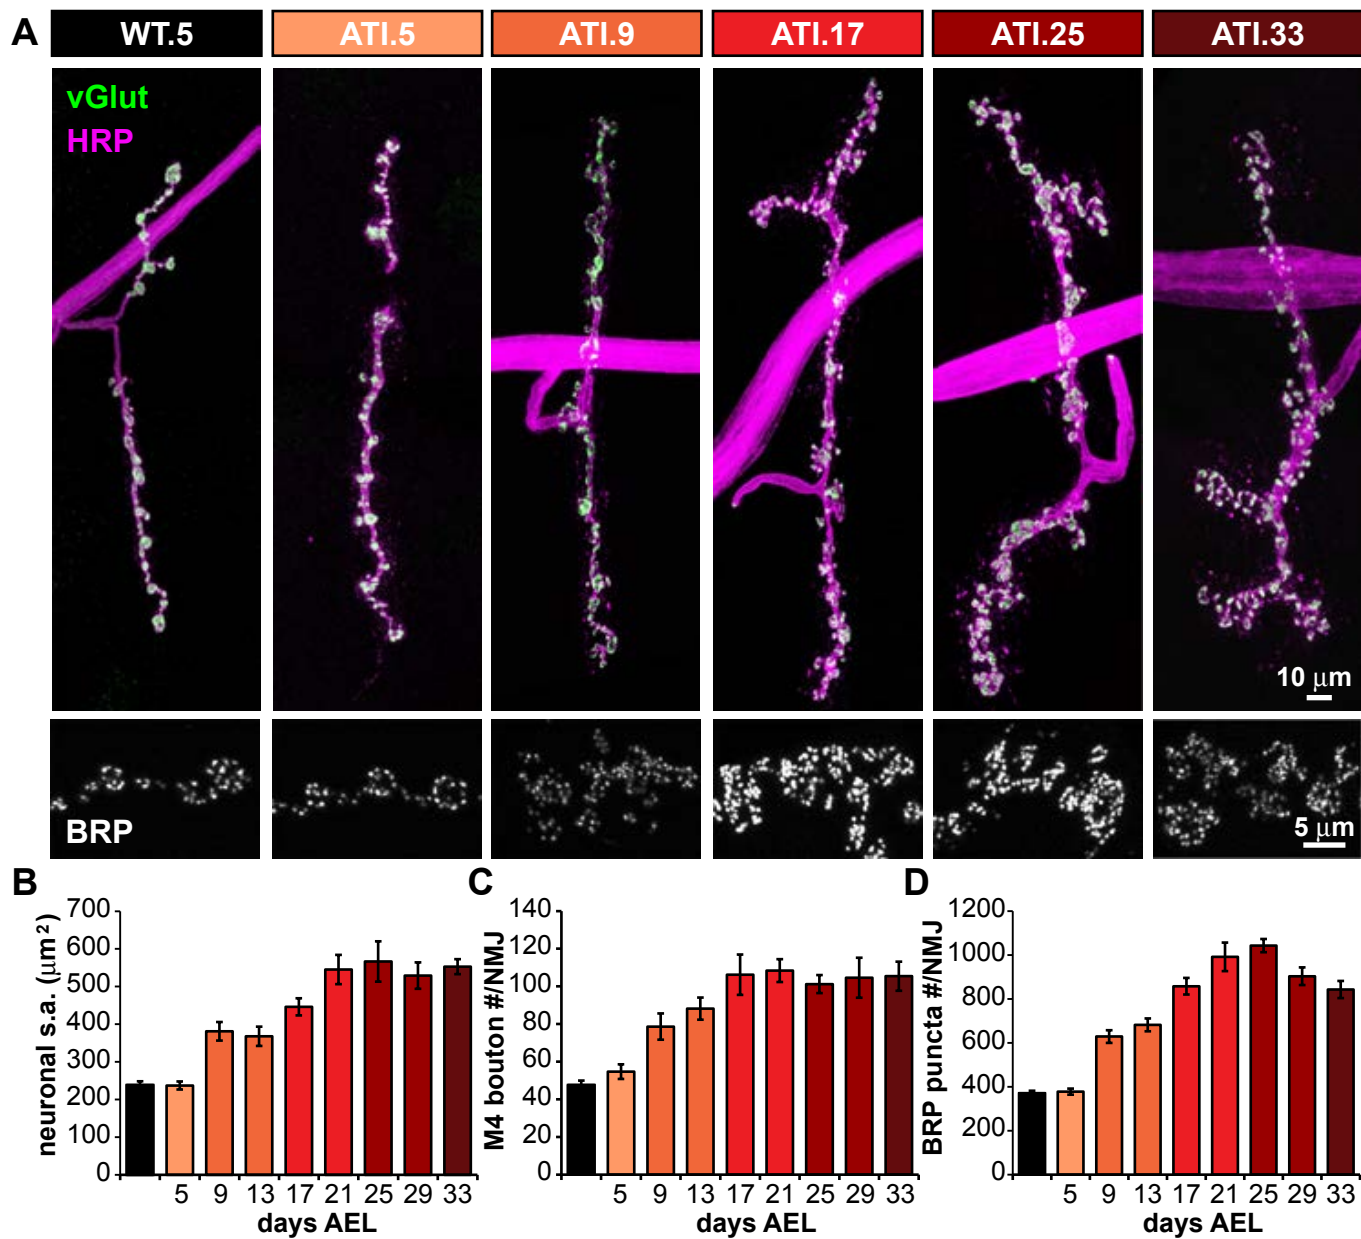 A
WT.5 ATI.5 ATI.9 ATI.17 ATI.25 ATI.33
vGlut
HRP
10 μm
BRP
5 μm
B C D
neuronal s.a. (μm²)
700
600
500
400
300
200
100
0
5 9 13 17 21 25 29 33
days AEL
M4 bouton #/NMJ
140
120
100
80
60
40
20
0
5 9 13 17 21 25 29 33
days AEL
BRP puncta #/NMJ
1200
1000
800
600
400
200
0
5 9 13 17 21 25 29 33
days AEL